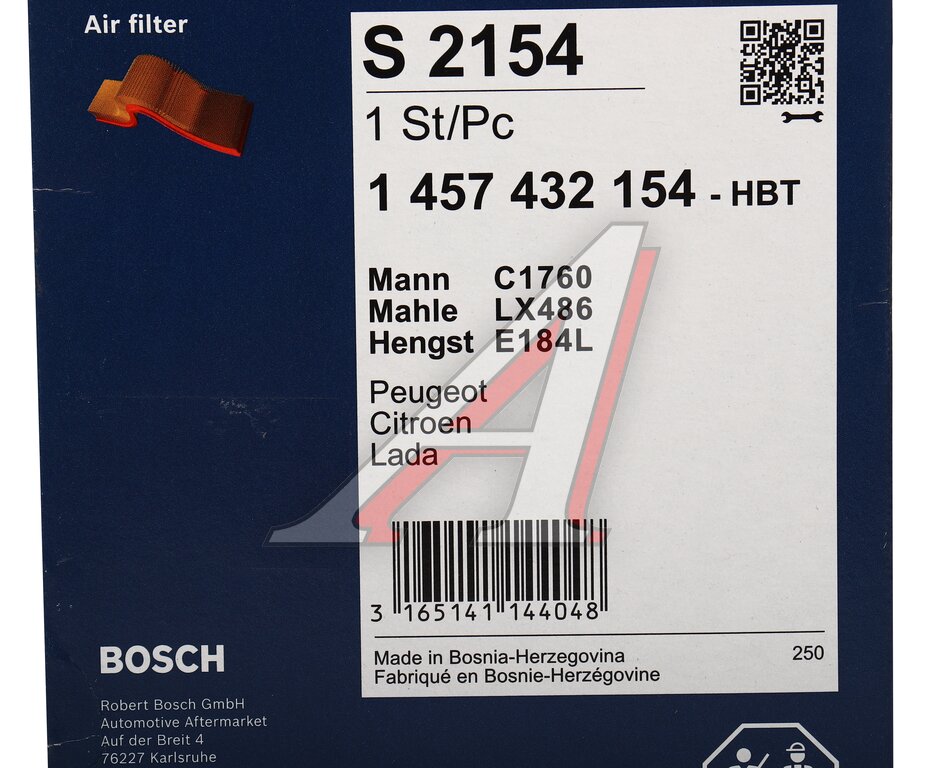 Air filter
S 2154
1 St/Pc
1 457 432 154 - HBT
Mann C1760
Mahle LX486
Hengst E184L
Peugeot
Citroen
Lada
3 165141 144048
Made in Bosnia-Herzegovina
Fabriqué en Bosnie-Herzégovine
250
BOSCH
Robert Bosch GmbH
Automotive Aftermarket
Auf der Breit 4
76227 Karlsruhe